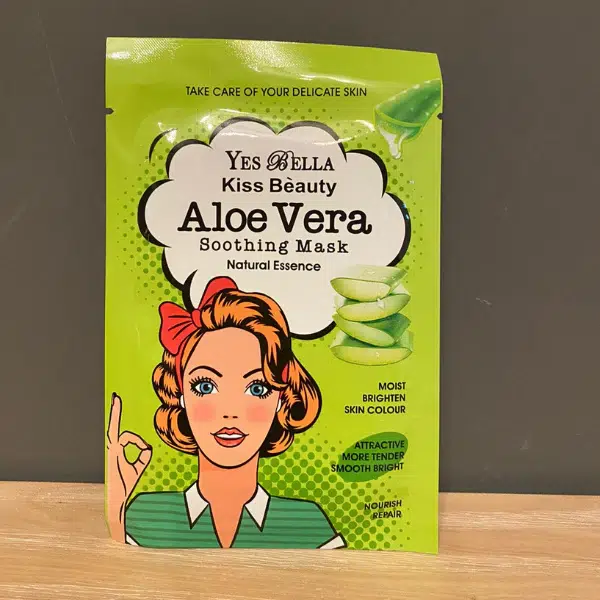 TAKE CARE OF YOUR DELICATE SKIN
YES BELLA
Kiss Bèauty
Aloe Vera
Soothing Mask
Natural Essence
MOIST
BRIGHTEN
SKIN COLOUR
ATTRACTIVE
MORE TENDER
SMOOTH BRIGHT
NOURISH
REPAIR